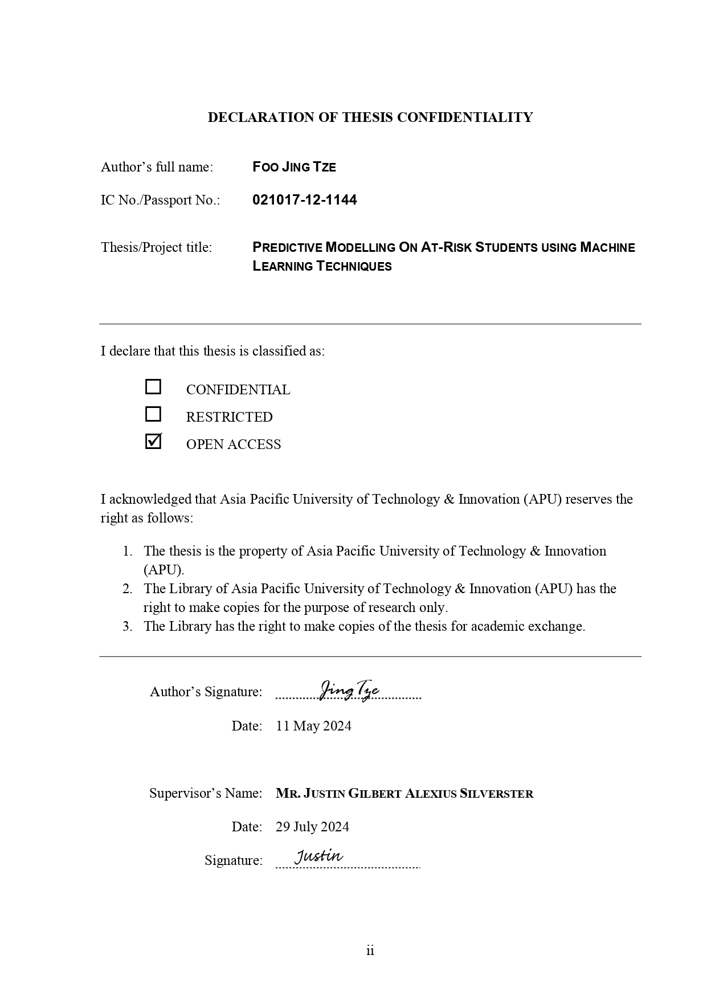 DECLARATION OF THESIS CONFIDENTIALITY
Author’s full name: FOO JING TZE
IC No./Passport No.: 021017-12-1144
Thesis/Project title: PREDICTIVE MODELLING ON AT-RISK STUDENTS USING MACHINE
LEARNING TECHNIQUES
I declare that this thesis is classified as:
☐ CONFIDENTIAL
☐ RESTRICTED
☑ OPEN ACCESS
I acknowledged that Asia Pacific University of Technology & Innovation (APU) reserves the
right as follows:
1. The thesis is the property of Asia Pacific University of Technology & Innovation
(APU).
2. The Library of Asia Pacific University of Technology & Innovation (APU) has the
right to make copies for the purpose of research only.
3. The Library has the right to make copies of the thesis for academic exchange.
Author’s Signature: Jing Tze
Date: 11 May 2024
Supervisor’s Name: MR. JUSTIN GILBERT ALEXIUS SILVERSTER
Date: 29 July 2024
Signature: Justin
ii